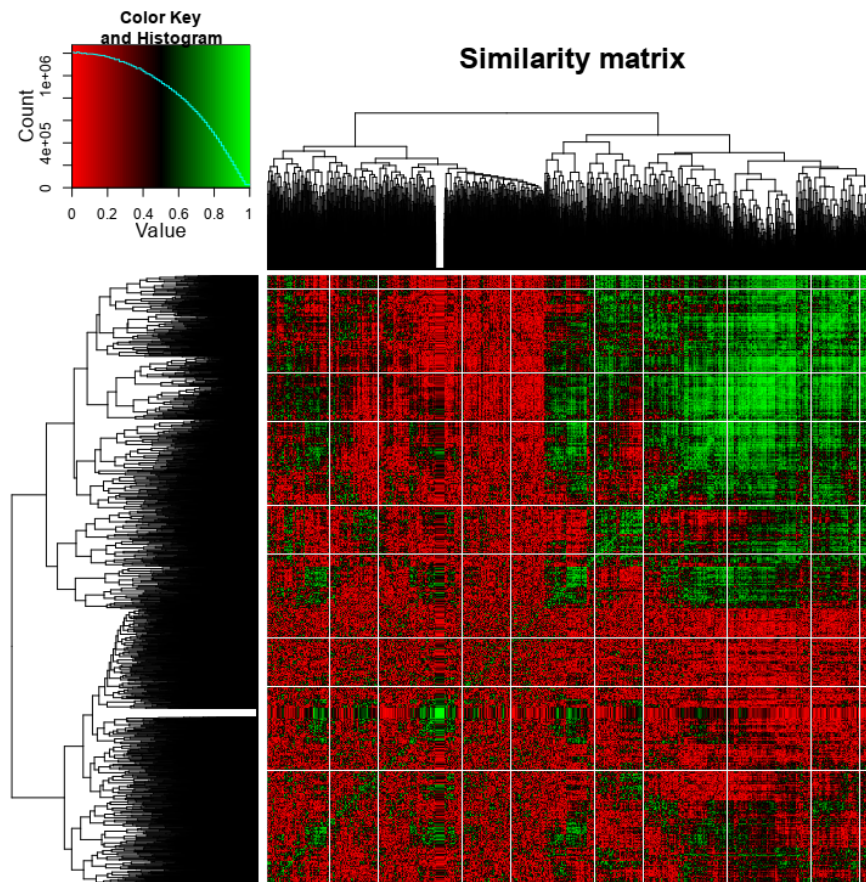 Color Key
and Histogram
Similarity matrix
Count
0
4e+05
1e+06
0 0.2 0.4 0.6 0.8 1
Value